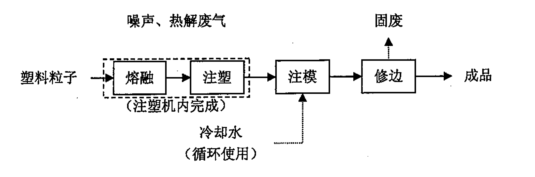 噪声、热解废气
固废
塑料粒子
熔融
注塑
注模
修边
成品
（注塑机内完成）
冷却水
（循环使用）